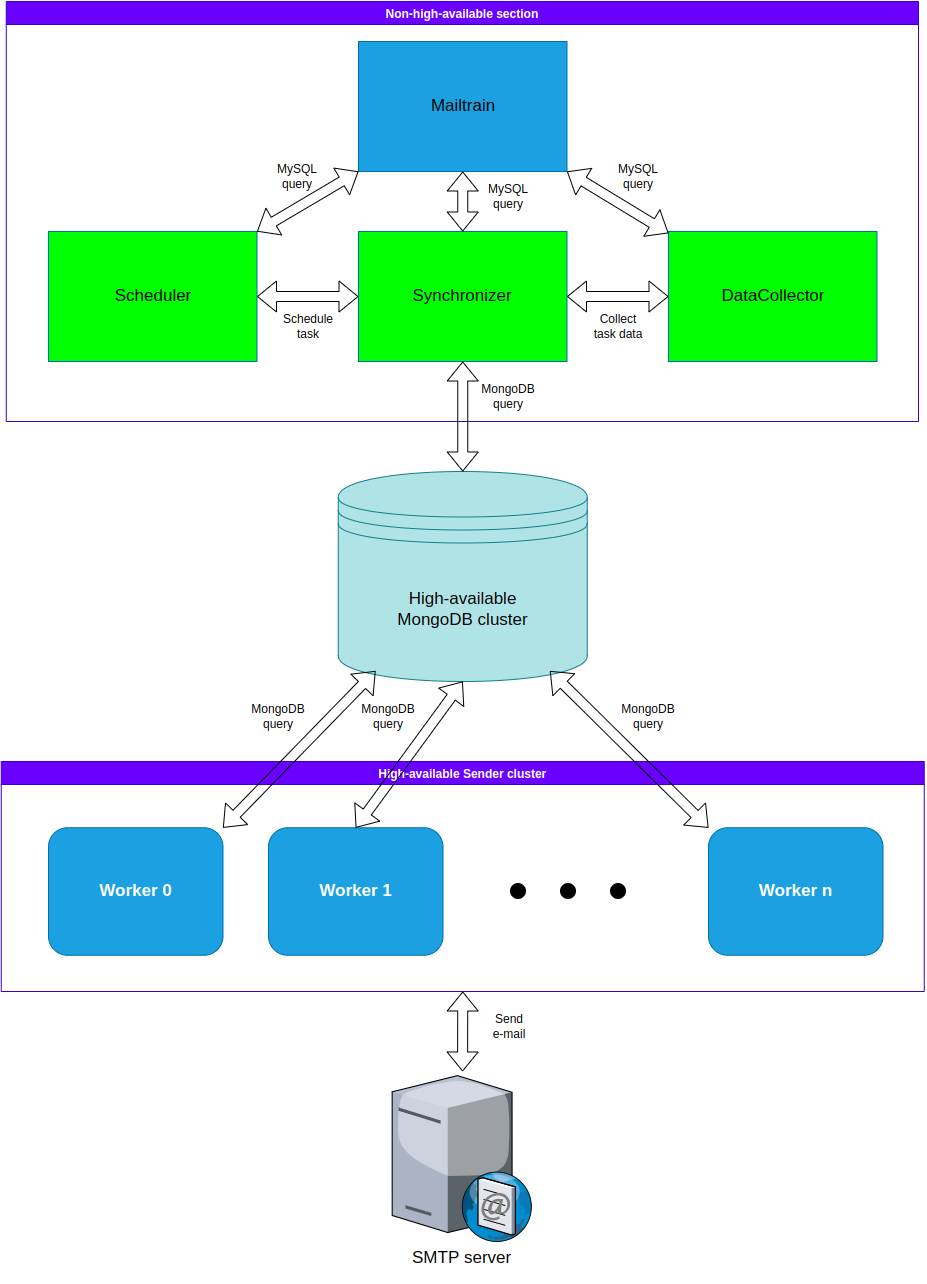 Non-high-available section
Mailtrain
MySQL
query
MySQL
query
MySQL
query
Scheduler
Synchronizer
DataCollector
Schedule
task
Collect
task data
MongoDB
query
High-available
MongoDB cluster
MongoDB
query
MongoDB
query
MongoDB
query
High-available Sender cluster
Worker 0
Worker 1
Worker n
Send
e-mail
@
SMTP server